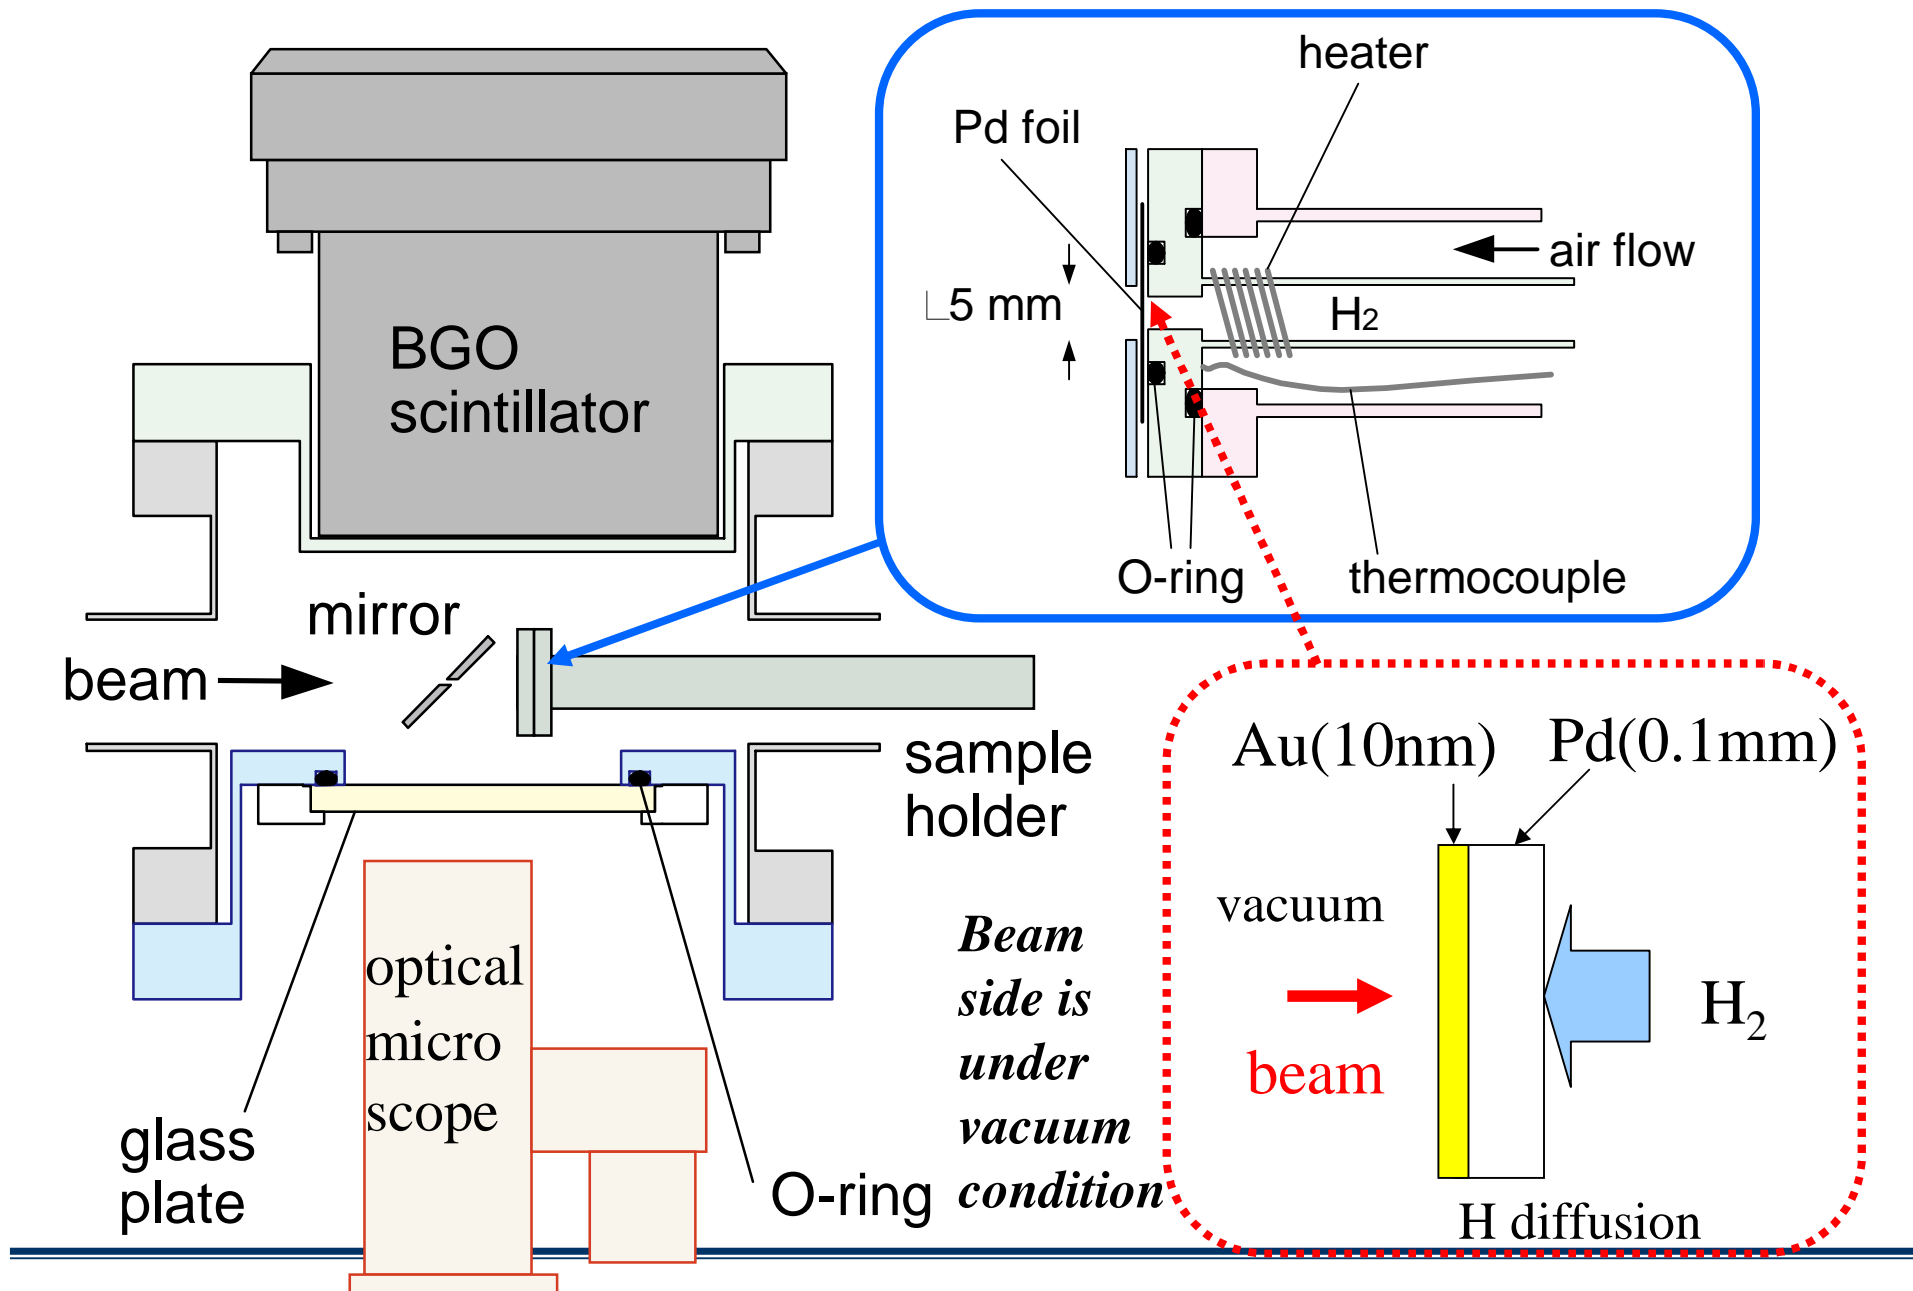 heater
Pd foil
air flow
∟5 mm
H2
BGO
scintillator
O-ring
thermocouple
mirror
beam
sample
holder
Au(10nm)
Pd(0.1mm)
vacuum
beam
H2
H diffusion
Beam
side is
under
vacuum
condition
optical
micro
scope
glass
plate
O-ring